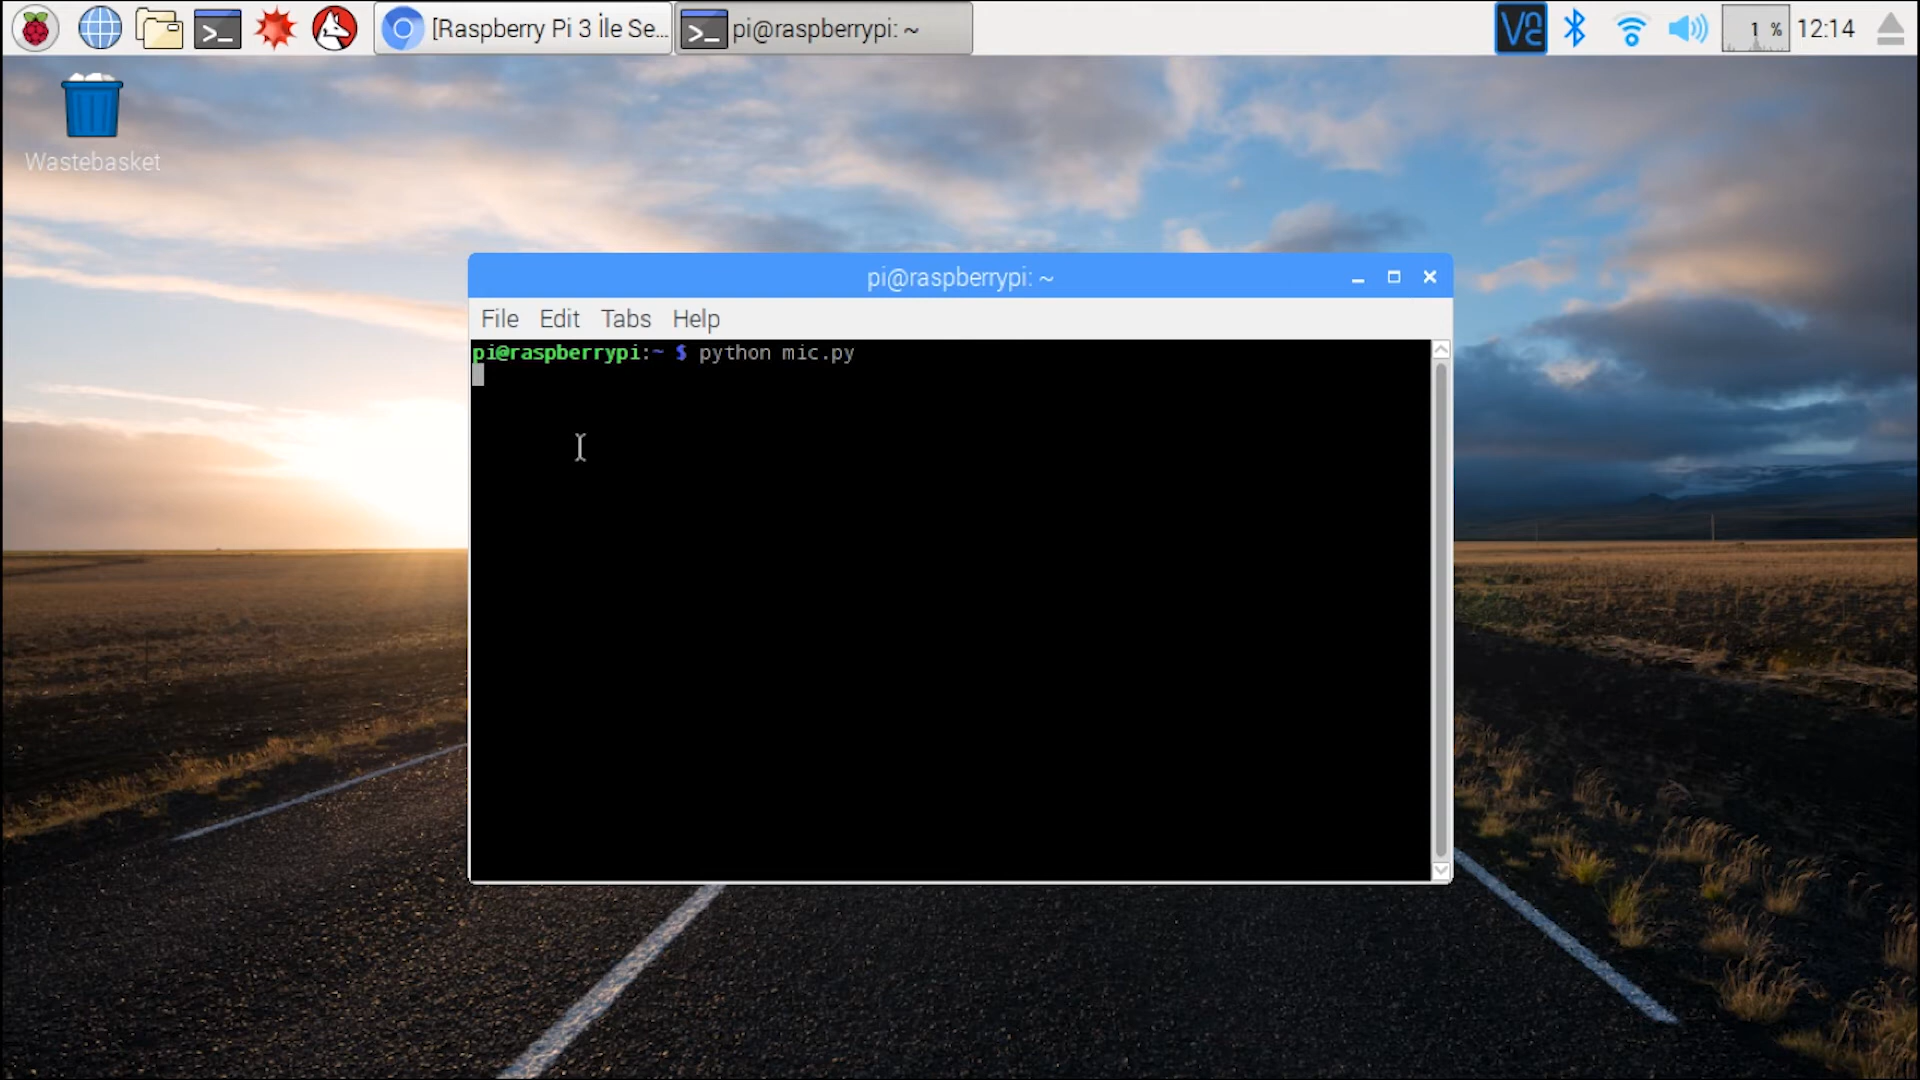 [Raspberry Pi 3 İle Se...
pi@raspberrypi: ~
1 %
12:14
Wastebasket
pi@raspberrypi: ~
File Edit Tabs Help
pi@raspberrypi:~ $ python mic.py